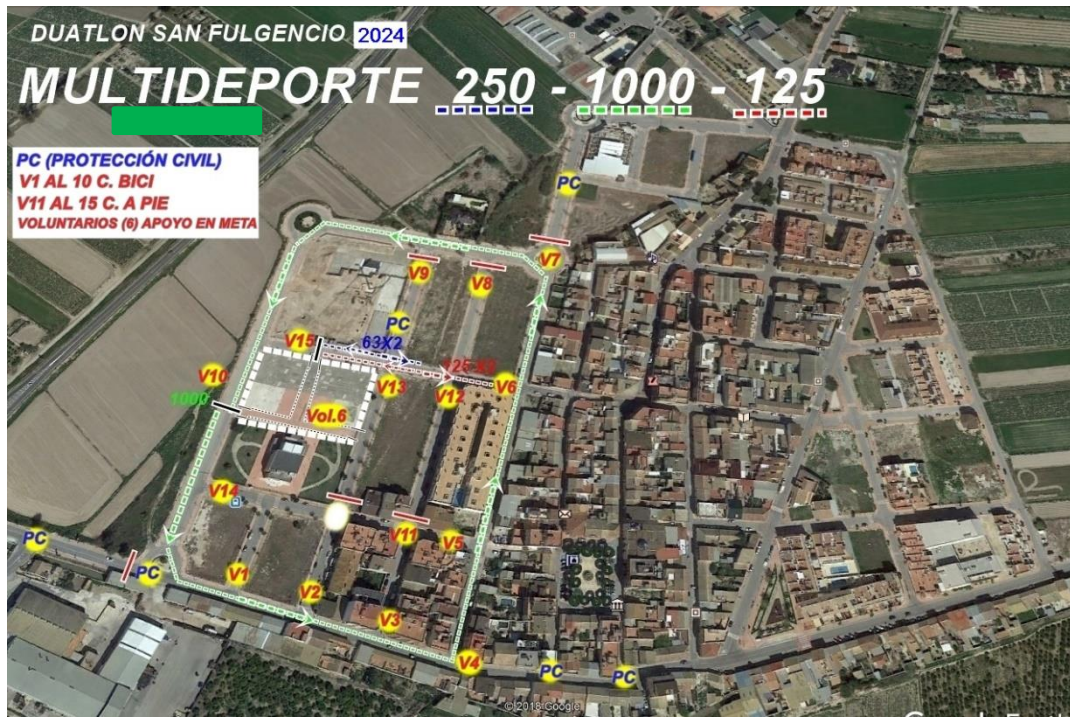 DUATLON SAN FULGENCIO 2024
MULTIDEPORTE 250 - 1000 - 125
PC (PROTECCIÓN CIVIL)
V1 AL 10 C. BICI
V11 AL 15 C. A PIE
VOLUNTARIOS (6) APOYO EN META
PC
V7
V9
V8
PC
V15
63X2
V10
V13
V6
1000
V12
Vol.6
V14
V11
V5
PC
PC
V1
V2
V3
V4
PC
PC
©2018 Google